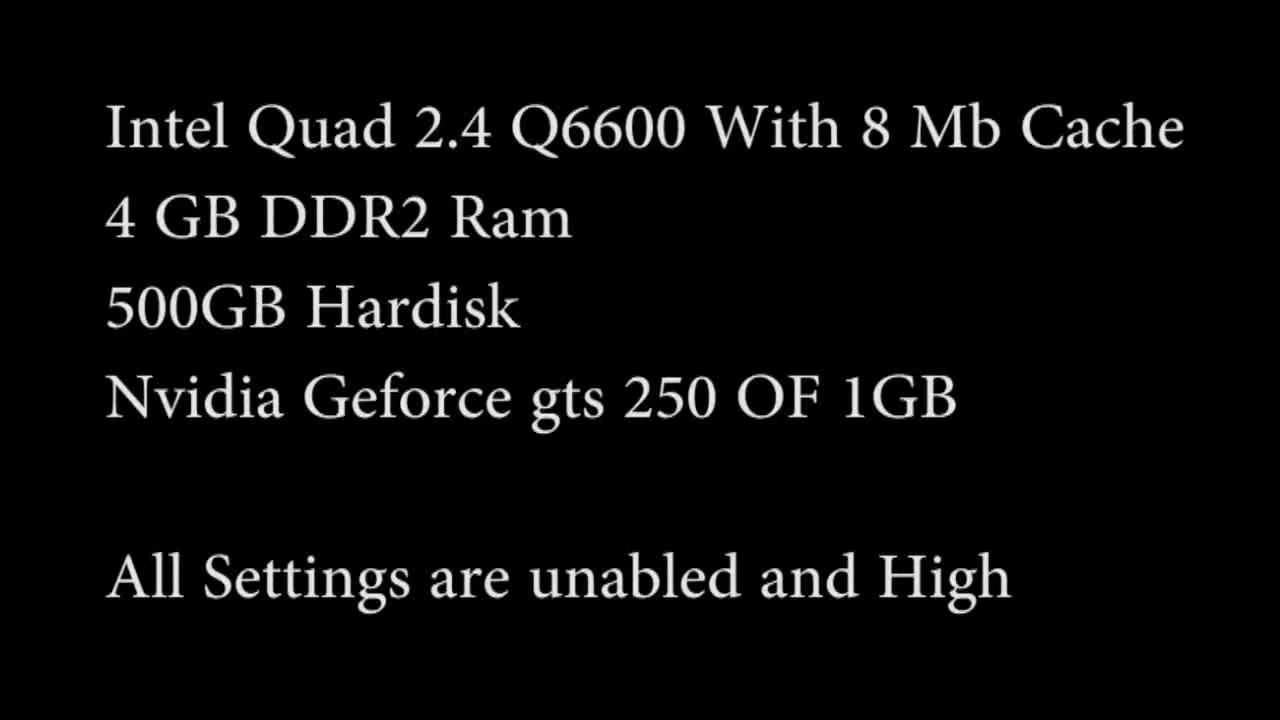 Intel Quad 2.4 Q6600 With 8 Mb Cache
4 GB DDR2 Ram
500GB Hardisk
Nvidia Geforce gts 250 OF 1GB
All Settings are unabled and High